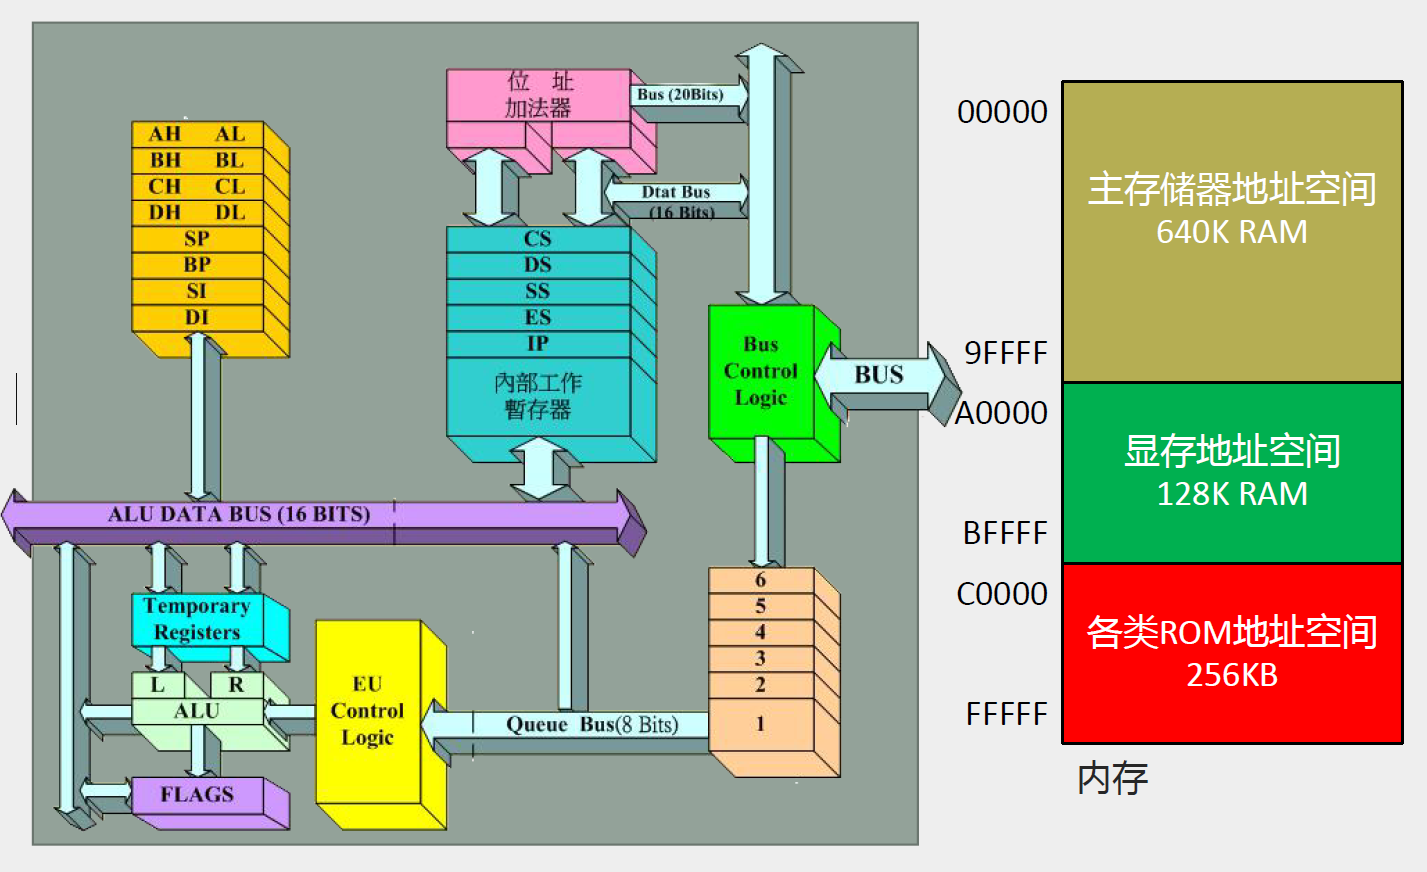 位 址
加法器
Bus (20Bits)
Dtat Bus
(16 Bits)
AH AL
BH BL
CH CL
DH DL
SP
BP
SI
DI
CS
DS
SS
ES
IP
內部工作
暫存器
Bus
Control
Logic
BUS
ALU DATA BUS (16 BITS)
Temporary
Registers
L R
ALU
FLAGS
EU
Control
Logic
Queue Bus(8 Bits)
6
5
4
3
2
1
00000
主存储器地址空间
640K RAM
9FFFF
A0000
显存地址空间
128K RAM
BFFFF
C0000
各类ROM地址空间
256KB
FFFFF
内存